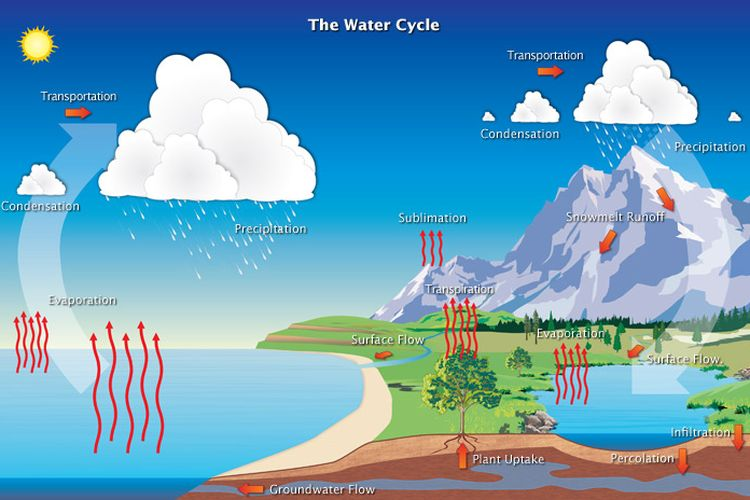 The Water Cycle
Transportation
Transportation
Condensation
Precipitation
Condensation
Precipitation
Sublimation
Snowmelt Runoff
Transpiration
Evaporation
Evaporation
Surface Flow
Surface Flow
Infiltration
Plant Uptake
Percolation
Groundwater Flow